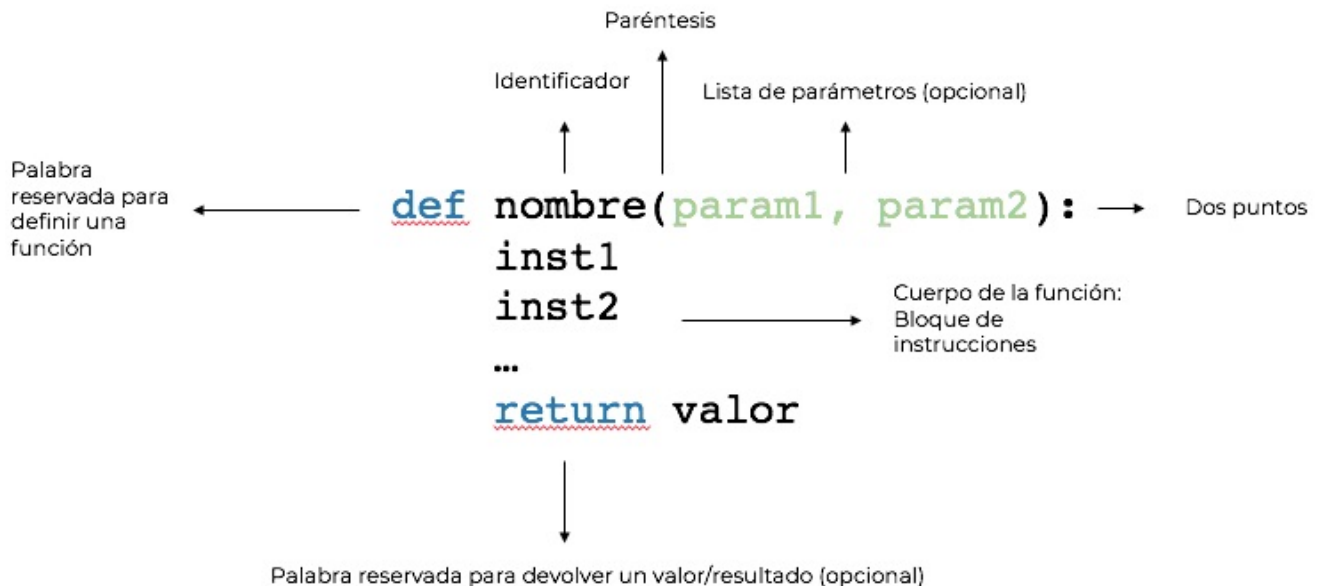 Paréntesis
Identificador
Lista de parámetros (opcional)
Palabra
reservada para
definir una
función
def nombre(param1, param2):
Dos puntos
inst1
inst2
Cuerpo de la función:
Bloque de
instrucciones
…
return valor
Palabra reservada para devolver un valor/resultado (opcional)